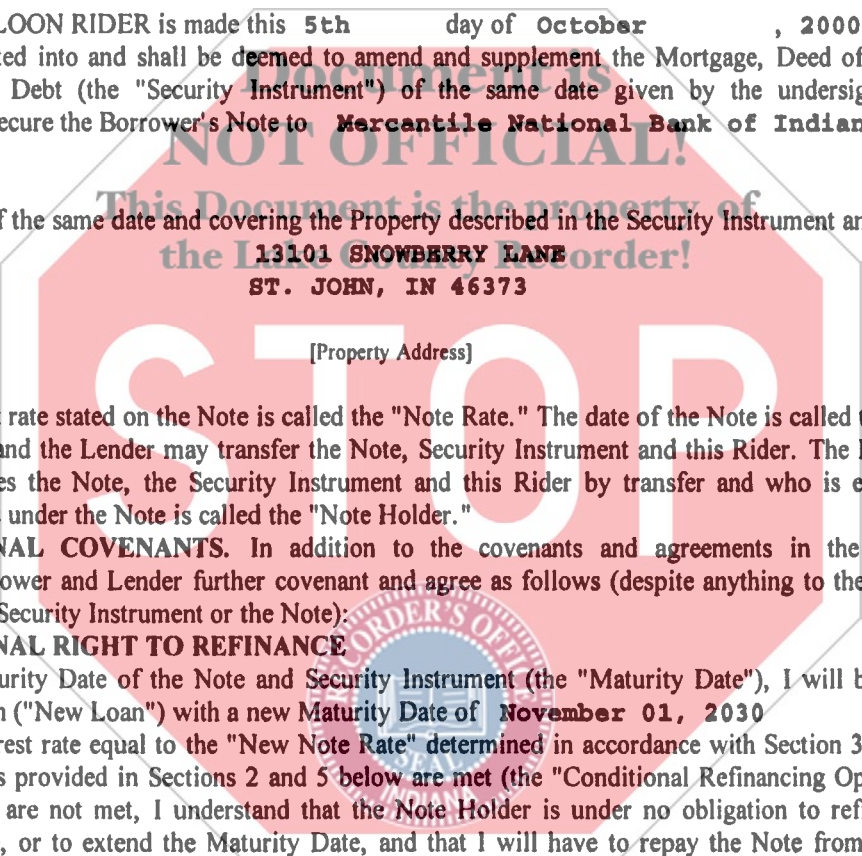 LOON RIDER is made this 5th day of October , 2000
ted into and shall be deemed to amend and supplement the Mortgage, Deed of
Debt (the "Security Instrument") of the same date given by the undersig
ecure the Borrower's Note to Mercantile National Bank of Indian
Document is
NOT OFFICIAL!
This Document is the property of
the Lake County Recorder!
f the same date and covering the Property described in the Security Instrument an
13101 SNOWBERRY LANE
ST. JOHN, IN 46373
[Property Address]
STOP
t rate stated on the Note is called the "Note Rate." The date of the Note is called t
and the Lender may transfer the Note, Security Instrument and this Rider. The
es the Note, the Security Instrument and this Rider by transfer and who is e
under the Note is called the "Note Holder."
NAL COVENANTS. In addition to the covenants and agreements in the
ower and Lender further covenant and agree as follows (despite anything to the
Security Instrument or the Note):
NAL RIGHT TO REFINANCE
urity Date of the Note and Security Instrument (the "Maturity Date"), I will b
n ("New Loan") with a new Maturity Date of November 01, 2030
rest rate equal to the "New Note Rate" determined in accordance with Section 3
s provided in Sections 2 and 5 below are met (the "Conditional Refinancing Op
are not met, I understand that the Note Holder is under no obligation to ref
, or to extend the Maturity Date, and that I will have to repay the Note from
RECORDER'S OFFICE
SEAL
INDIANA